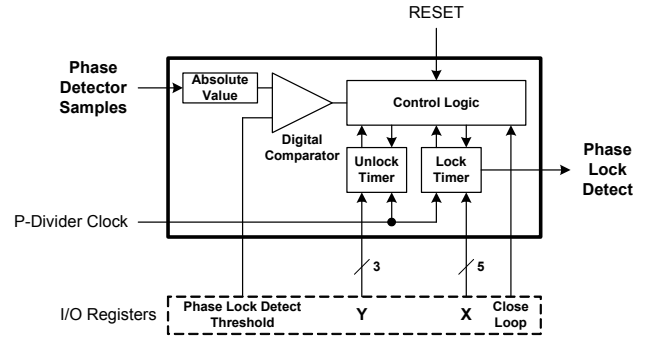 RESET
Phase
Detector
Samples
Absolute
Value
Control Logic
Digital
Comparator
Unlock
Timer
Lock
Timer
Phase
Lock
Detect
P-Divider Clock
3
5
I/O Registers
Phase Lock Detect
Threshold
Y
X
Close
Loop